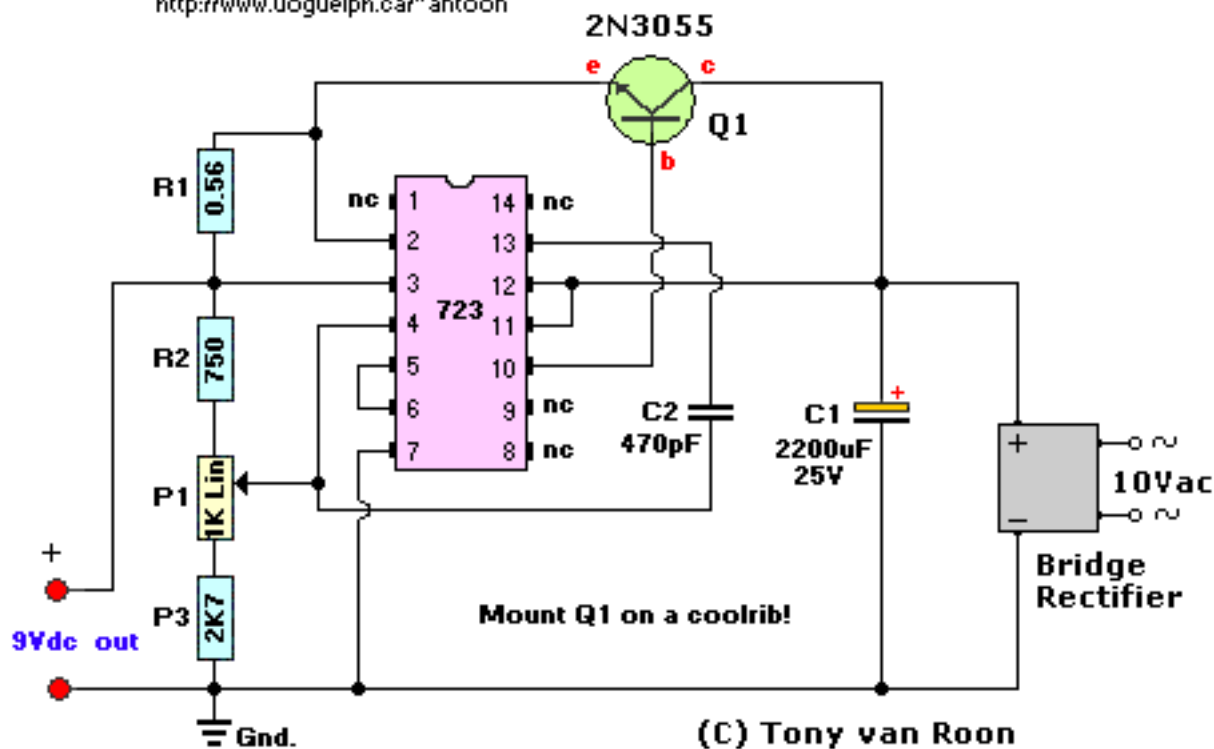 2N3055
e
c
Q1
b
R1
0.56
nc
1
14
nc
2
13
3
12
723
4
11
R2
750
5
10
6
9
nc
7
8
nc
C2
470pF
C1
+
2200uF
25V
P1
1K Lin
+
−
10Vac
Bridge
Rectifier
+
P3
2K7
9Vdc out
Mount Q1 on a coolrib!
Gnd.
(C) Tony van Roon